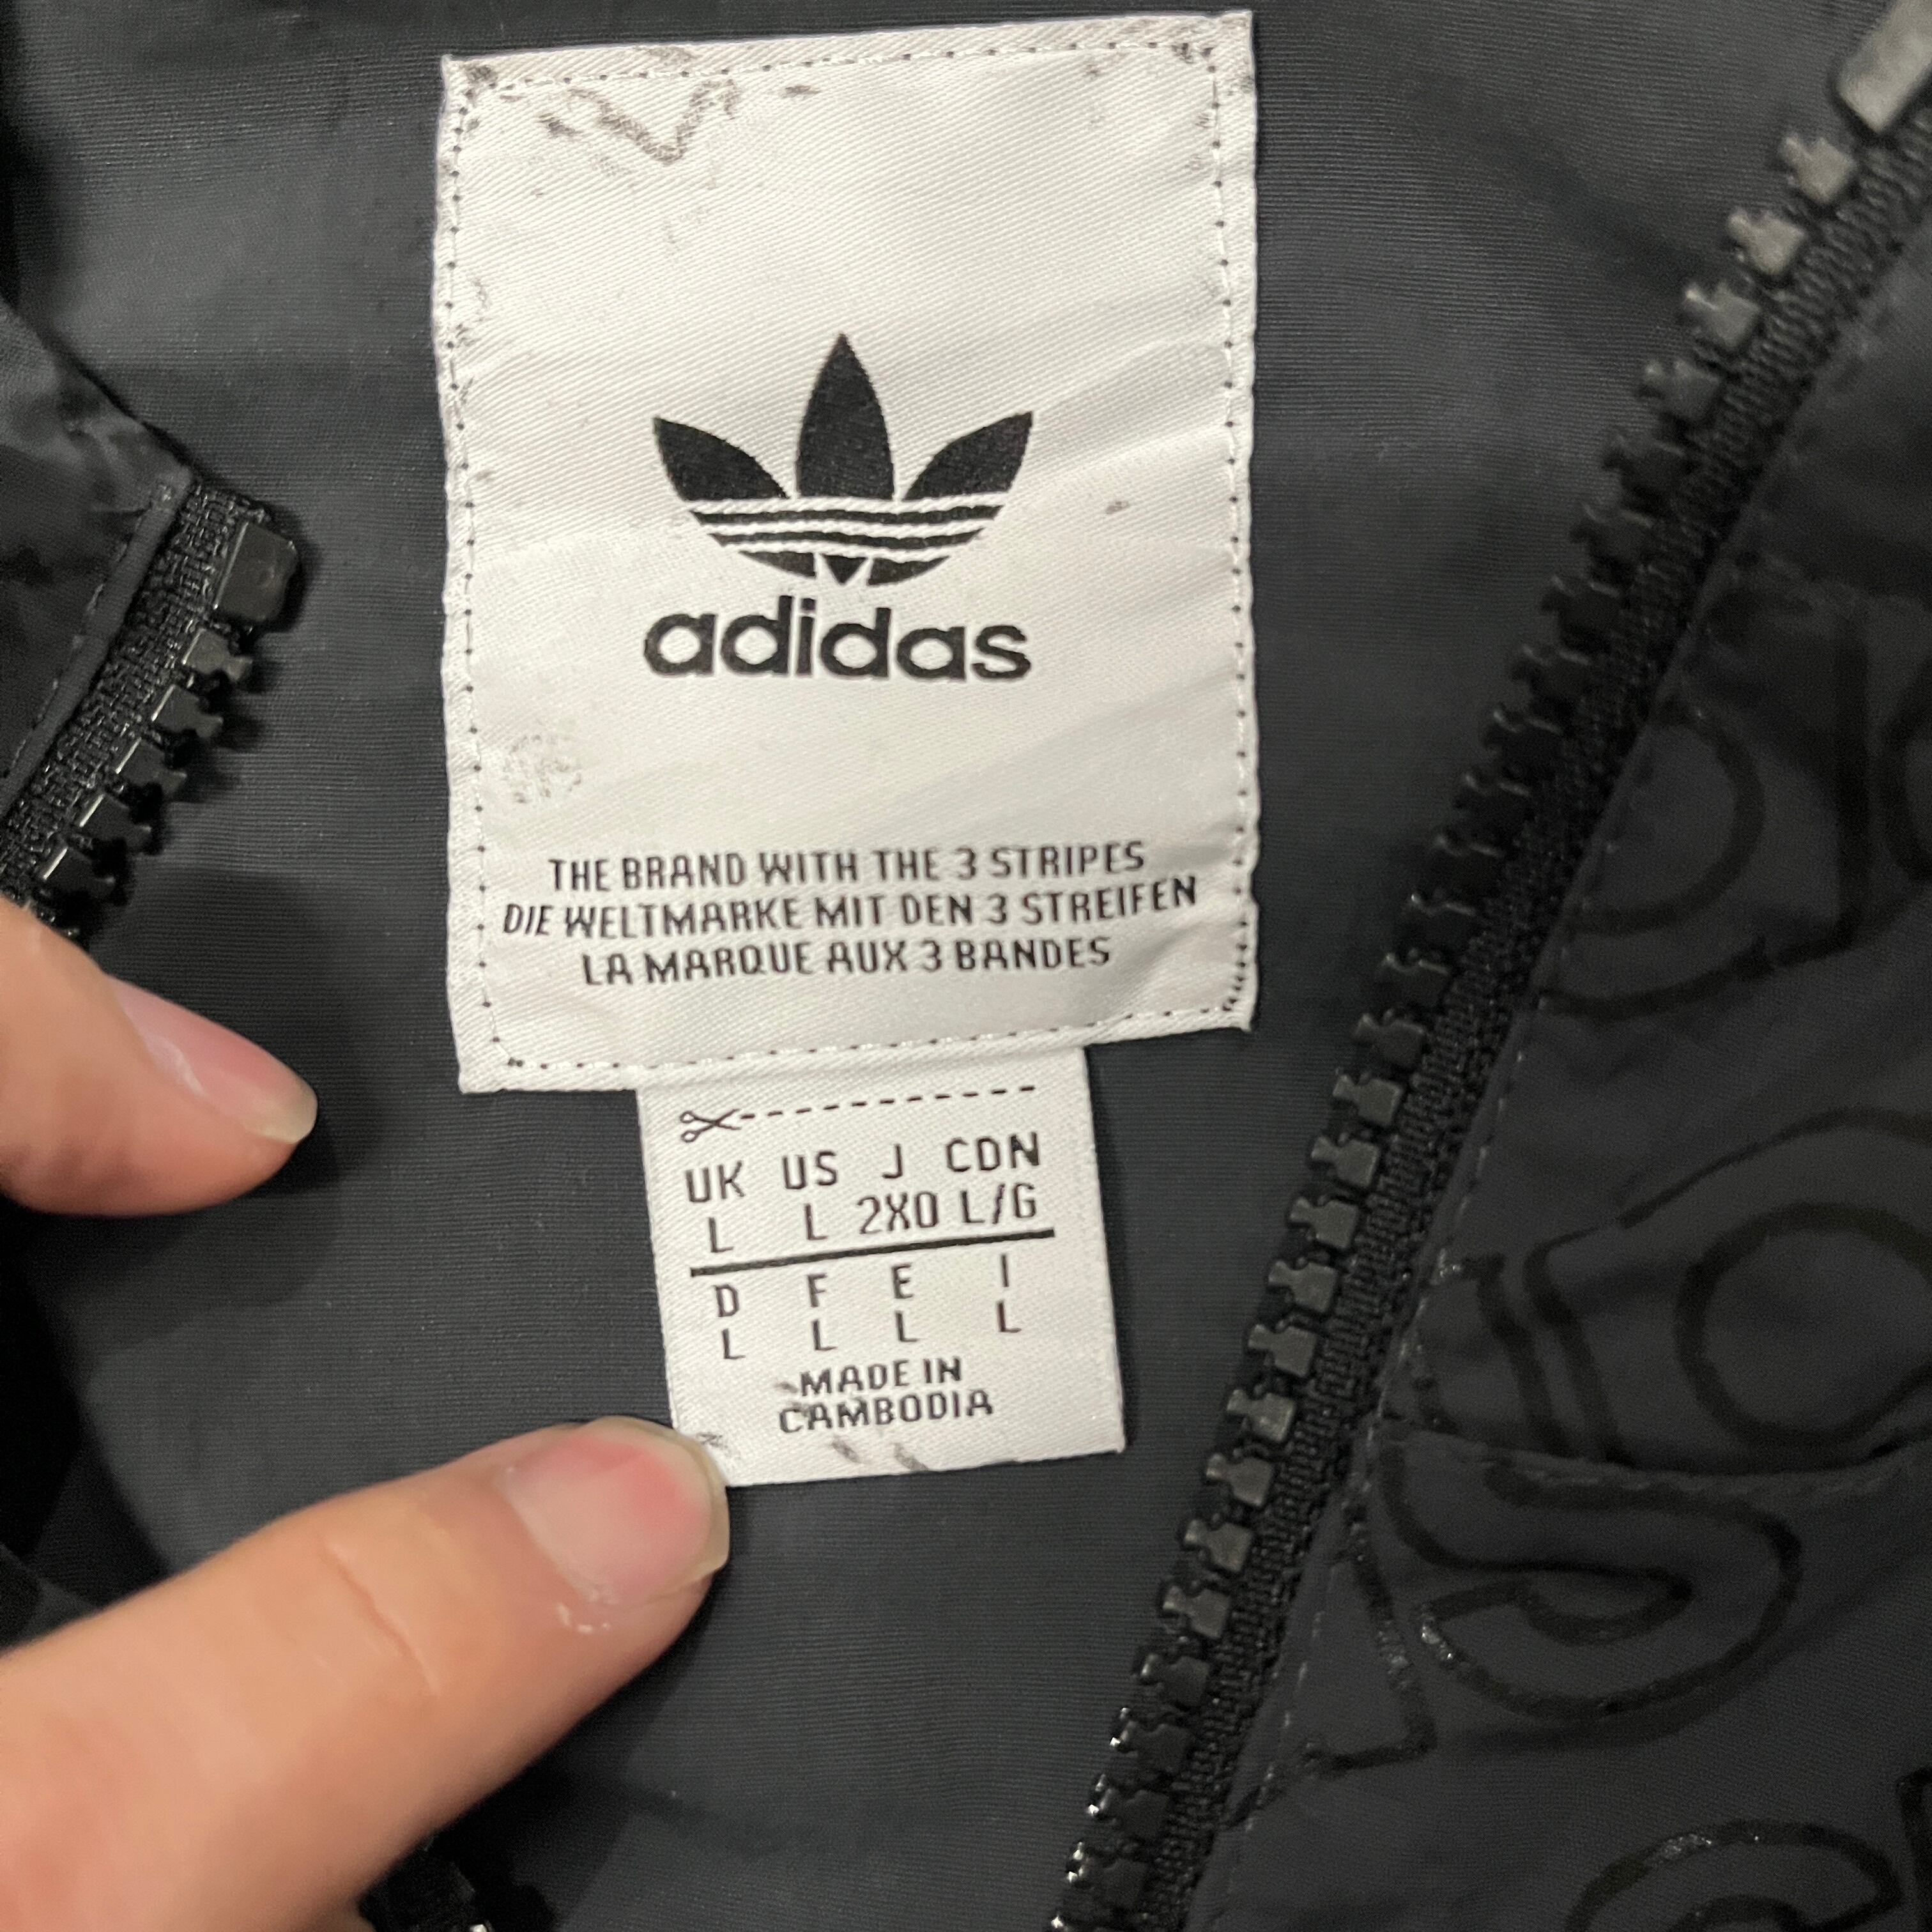 adidas
THE BRAND WITH THE 3 STRIPES
DIE WELTMARKE MIT DEN 3 STREIFEN
LA MARQUE AUX 3 BANDES
UK US J CDN
L L 2XO L/G
D F E I
L L L L
MADE IN
CAMBODIA